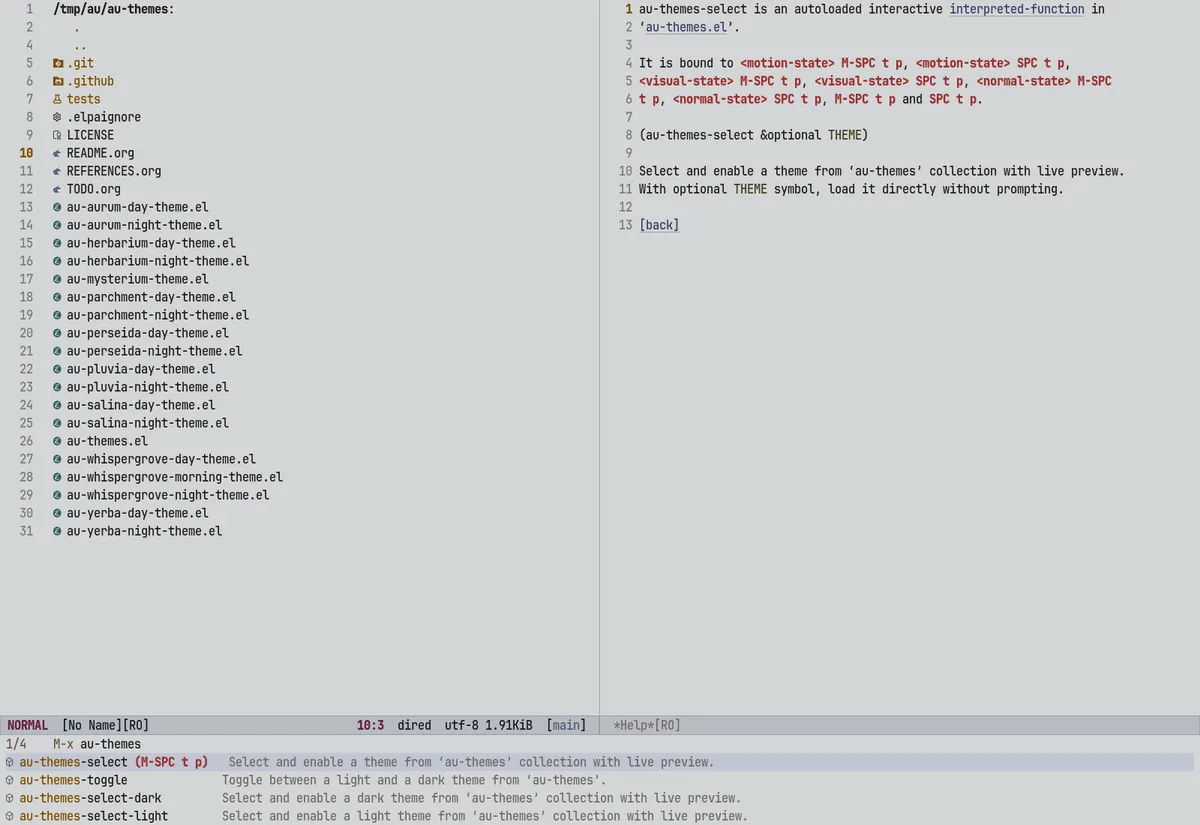 1 /tmp/au/au-themes:
2 .
4 ..
5 .git
6 .github
7 tests
8 .elpaignore
9 LICENSE
10 README.org
11 REFERENCES.org
12 TODO.org
13 au-aurum-day-theme.el
14 au-aurum-night-theme.el
15 au-herbarium-day-theme.el
16 au-herbarium-night-theme.el
17 au-mysterium-theme.el
18 au-parchment-day-theme.el
19 au-parchment-night-theme.el
20 au-perseida-day-theme.el
21 au-perseida-night-theme.el
22 au-pluvia-day-theme.el
23 au-pluvia-night-theme.el
24 au-salina-day-theme.el
25 au-salina-night-theme.el
26 au-themes.el
27 au-whispergrove-day-theme.el
28 au-whispergrove-morning-theme.el
29 au-whispergrove-night-theme.el
30 au-yerba-day-theme.el
31 au-yerba-night-theme.el
NORMAL [No Name][RO] 10:3 dired utf-8 1.91KiB [main]
1 au-themes-select is an autoloaded interactive interpreted-function in
2 ‘au-themes.el’.
3
4 It is bound to <motion-state> M-SPC t p, <motion-state> SPC t p,
5 <visual-state> M-SPC t p, <visual-state> SPC t p, <normal-state> M-SPC
6 t p, <normal-state> SPC t p, M-SPC t p and SPC t p.
7
8 (au-themes-select &optional THEME)
9
10 Select and enable a theme from ‘au-themes’ collection with live preview.
11 With optional THEME symbol, load it directly without prompting.
12
13 [back]
*Help*[RO]
1/4 M-x au-themes
au-themes-select (M-SPC t p) Select and enable a theme from ‘au-themes’ collection with live preview.
au-themes-toggle Toggle between a light and a dark theme from ‘au-themes’.
au-themes-select-dark Select and enable a dark theme from ‘au-themes’ collection with live preview.
au-themes-select-light Select and enable a light theme from ‘au-themes’ collection with live preview.